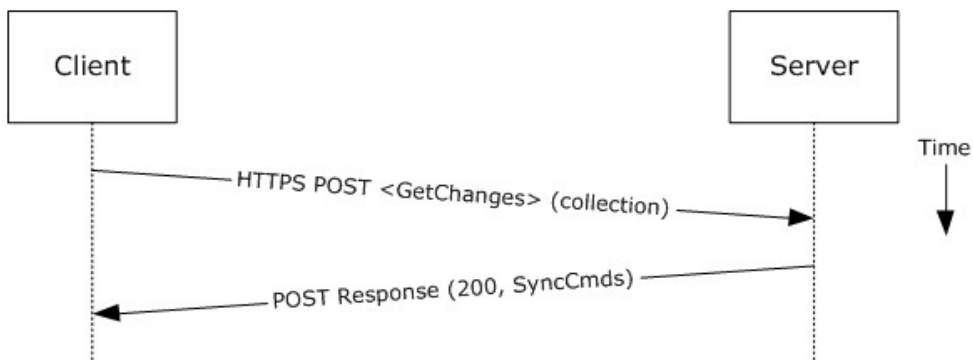 Client
Server
Time
HTTPS POST <GetChanges> (collection)
POST Response (200, SyncCmds)